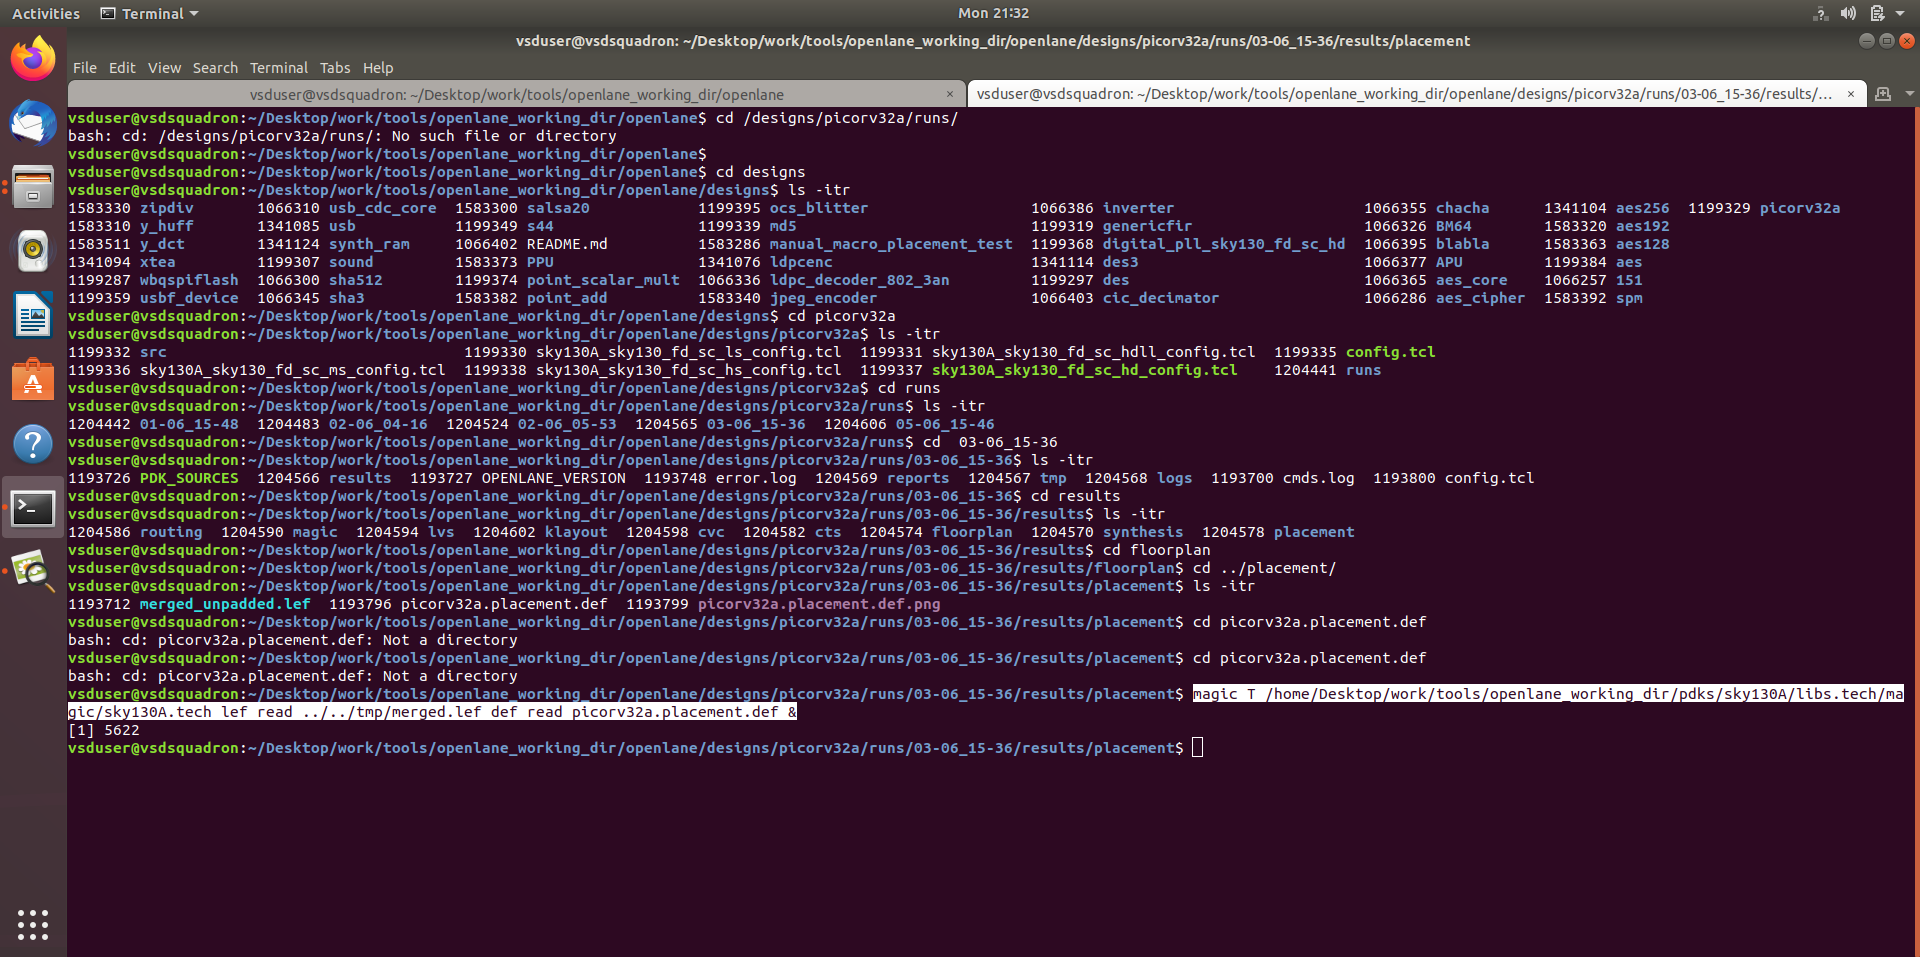 Activities Terminal Mon 21:32
vsduser@vsdsquadron: ~/Desktop/work/tools/openlane_working_dir/openlane/designs/picorv32a/runs/03-06_15-36/results/placement
File Edit View Search Terminal Tabs Help
vsduser@vsdsquadron: ~/Desktop/work/tools/openlane_working_dir/openlane × vsduser@vsdsquadron: ~/Desktop/work/tools/openlane_working_dir/openlane/designs/picorv32a/runs/03-06_15-36/results/... ×
vsduser@vsdsquadron:~/Desktop/work/tools/openlane_working_dir/openlane$ cd /designs/picorv32a/runs/
bash: cd: /designs/picorv32a/runs/: No such file or directory
vsduser@vsdsquadron:~/Desktop/work/tools/openlane_working_dir/openlane$
vsduser@vsdsquadron:~/Desktop/work/tools/openlane_working_dir/openlane$ cd designs
vsduser@vsdsquadron:~/Desktop/work/tools/openlane_working_dir/openlane/designs$ ls -itr
1583330 zipdiv 1066310 usb_cdc_core 1583300 salsa20 1199395 ocs_blitter 1066386 inverter 1066355 chacha 1341104 aes256 1199329 picorv32a
1583310 y_huff 1341085 usb 1199349 s44 1199339 md5 1199319 genericfir 1066326 BM64 1583320 aes192
1583511 y_dct 1341124 synth_ram 1066402 README.md 1583286 manual_macro_placement_test 1199368 digital_pll_sky130_fd_sc_hd 1066395 blabla 1583363 aes128
1341094 xtea 1199307 sound 1583373 PPU 1341076 ldpcenc 1341114 des3 1066377 APU 1199384 aes
1199287 wbqspiflash 1066300 sha512 1199374 point_scalar_mult 1066336 ldpc_decoder_802_3an 1199297 des 1066365 aes_core 1066257 151
1199359 usbf_device 1066345 sha3 1583382 point_add 1583340 jpeg_encoder 1066403 cic_decimator 1066286 aes_cipher 1583392 spm
vsduser@vsdsquadron:~/Desktop/work/tools/openlane_working_dir/openlane/designs$ cd picorv32a
vsduser@vsdsquadron:~/Desktop/work/tools/openlane_working_dir/openlane/designs/picorv32a$ ls -itr
1199332 src 1199330 sky130A_sky130_fd_sc_ls_config.tcl 1199331 sky130A_sky130_fd_sc_hdll_config.tcl 1199335 config.tcl
1199336 sky130A_sky130_fd_sc_ms_config.tcl 1199338 sky130A_sky130_fd_sc_hs_config.tcl 1199337 sky130A_sky130_fd_sc_hd_config.tcl 1204441 runs
vsduser@vsdsquadron:~/Desktop/work/tools/openlane_working_dir/openlane/designs/picorv32a$ cd runs
vsduser@vsdsquadron:~/Desktop/work/tools/openlane_working_dir/openlane/designs/picorv32a/runs$ ls -itr
1204442 01-06_15-48 1204483 02-06_04-16 1204524 02-06_05-53 1204565 03-06_15-36 1204606 05-06_15-46
vsduser@vsdsquadron:~/Desktop/work/tools/openlane_working_dir/openlane/designs/picorv32a/runs$ cd  03-06_15-36
vsduser@vsdsquadron:~/Desktop/work/tools/openlane_working_dir/openlane/designs/picorv32a/runs/03-06_15-36$ ls -itr
1193726 PDK_SOURCES 1204566 results 1193727 OPENLANE_VERSION 1193748 error.log 1204569 reports 1204567 tmp 1204568 logs 1193700 cmds.log 1193800 config.tcl
vsduser@vsdsquadron:~/Desktop/work/tools/openlane_working_dir/openlane/designs/picorv32a/runs/03-06_15-36$ cd results
vsduser@vsdsquadron:~/Desktop/work/tools/openlane_working_dir/openlane/designs/picorv32a/runs/03-06_15-36/results$ ls -itr
1204586 routing 1204590 magic 1204594 lvs 1204602 klayout 1204598 cvc 1204582 cts 1204574 floorplan 1204570 synthesis 1204578 placement
vsduser@vsdsquadron:~/Desktop/work/tools/openlane_working_dir/openlane/designs/picorv32a/runs/03-06_15-36/results$ cd floorplan
vsduser@vsdsquadron:~/Desktop/work/tools/openlane_working_dir/openlane/designs/picorv32a/runs/03-06_15-36/results/floorplan$ cd ../placement/
vsduser@vsdsquadron:~/Desktop/work/tools/openlane_working_dir/openlane/designs/picorv32a/runs/03-06_15-36/results/placement$ ls -itr
1193712 merged_unpadded.lef 1193796 picorv32a.placement.def 1193799 picorv32a.placement.def.png
vsduser@vsdsquadron:~/Desktop/work/tools/openlane_working_dir/openlane/designs/picorv32a/runs/03-06_15-36/results/placement$ cd picorv32a.placement.def
bash: cd: picorv32a.placement.def: Not a directory
vsduser@vsdsquadron:~/Desktop/work/tools/openlane_working_dir/openlane/designs/picorv32a/runs/03-06_15-36/results/placement$ cd picorv32a.placement.def
bash: cd: picorv32a.placement.def: Not a directory
vsduser@vsdsquadron:~/Desktop/work/tools/openlane_working_dir/openlane/designs/picorv32a/runs/03-06_15-36/results/placement$ magic T /home/Desktop/work/tools/openlane_working_dir/pdks/sky130A/libs.tech/ma
gic/sky130A.tech lef read ../../tmp/merged.lef def read picorv32a.placement.def &
[1] 5622
vsduser@vsdsquadron:~/Desktop/work/tools/openlane_working_dir/openlane/designs/picorv32a/runs/03-06_15-36/results/placement$